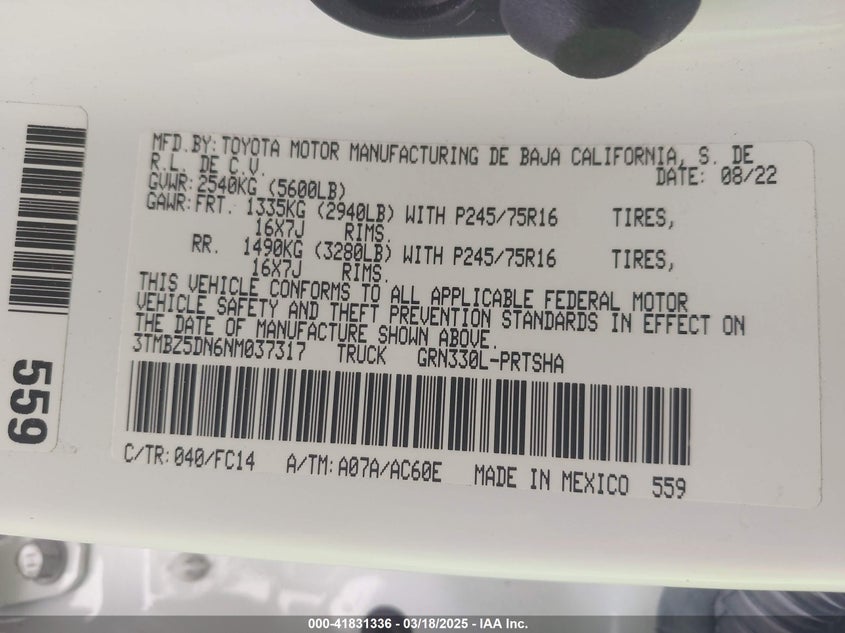 MFD.BY: TOYOTA MOTOR MANUFACTURING DE BAJA CALIFORNIA, S. DE
R.L. DE C.V. DATE: 08/22
GVWR: 2540KG (5600LB)
GAWR: FRT. 1335KG (2940LB) WITH P245/75R16 TIRES,
16X7J RIMS.
RR. 1490KG (3280LB) WITH P245/75R16 TIRES,
16X7J RIMS.
THIS VEHICLE CONFORMS TO ALL APPLICABLE FEDERAL MOTOR
VEHICLE SAFETY AND THEFT PREVENTION STANDARDS IN EFFECT ON
THE DATE OF MANUFACTURE SHOWN ABOVE.
3TMBZ5DN6NM037317 TRUCK GRN330L-PRTSHA
C/TR: 040/FC14 A/TM: A07A/AC60E MADE IN MEXICO 559
559
000-41831336 - 03/18/2025 - IAA Inc.